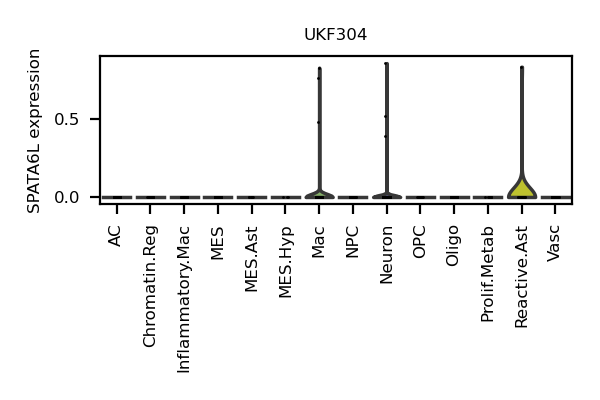 UKF304
SPATA6L expression
0.5
0.0
AC
Chromatin.Reg
Inflammatory.Mac
MES
MES.Ast
MES.Hyp
Mac
NPC
Neuron
OPC
Oligo
Prolif.Metab
Reactive.Ast
Vasc